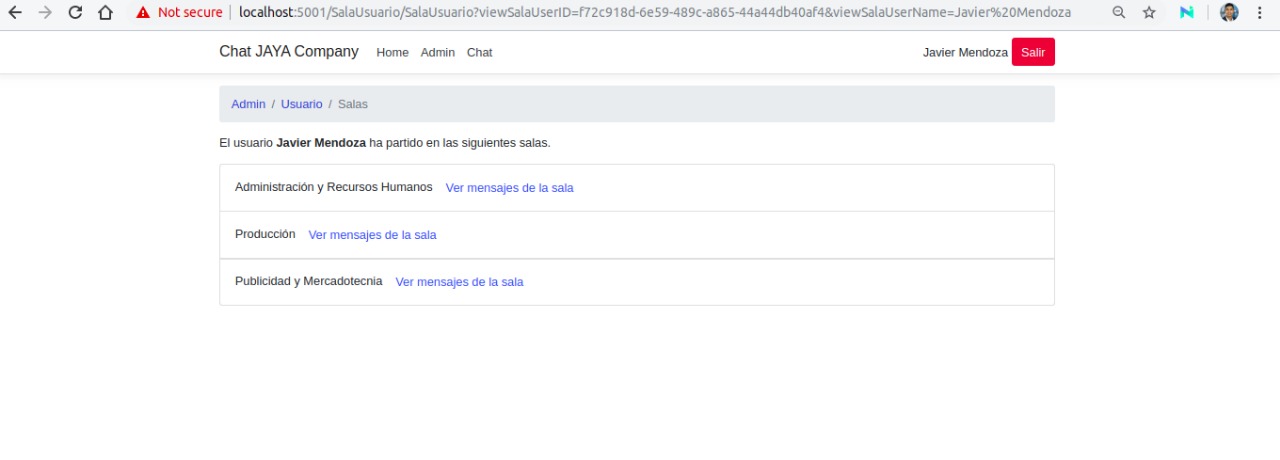 Not secure | localhost:5001/SalaUsuario/SalaUsuario?viewSalaUserID=f72c918d-6e59-489c-a865-44a44db40af4&viewSalaUserName=Javier%20Mendoza
Chat JAYA Company Home Admin Chat Javier Mendoza Salir
Admin / Usuario / Salas
El usuario Javier Mendoza ha partido en las siguientes salas.
Administración y Recursos Humanos Ver mensajes de la sala
Producción Ver mensajes de la sala
Publicidad y Mercadotecnia Ver mensajes de la sala